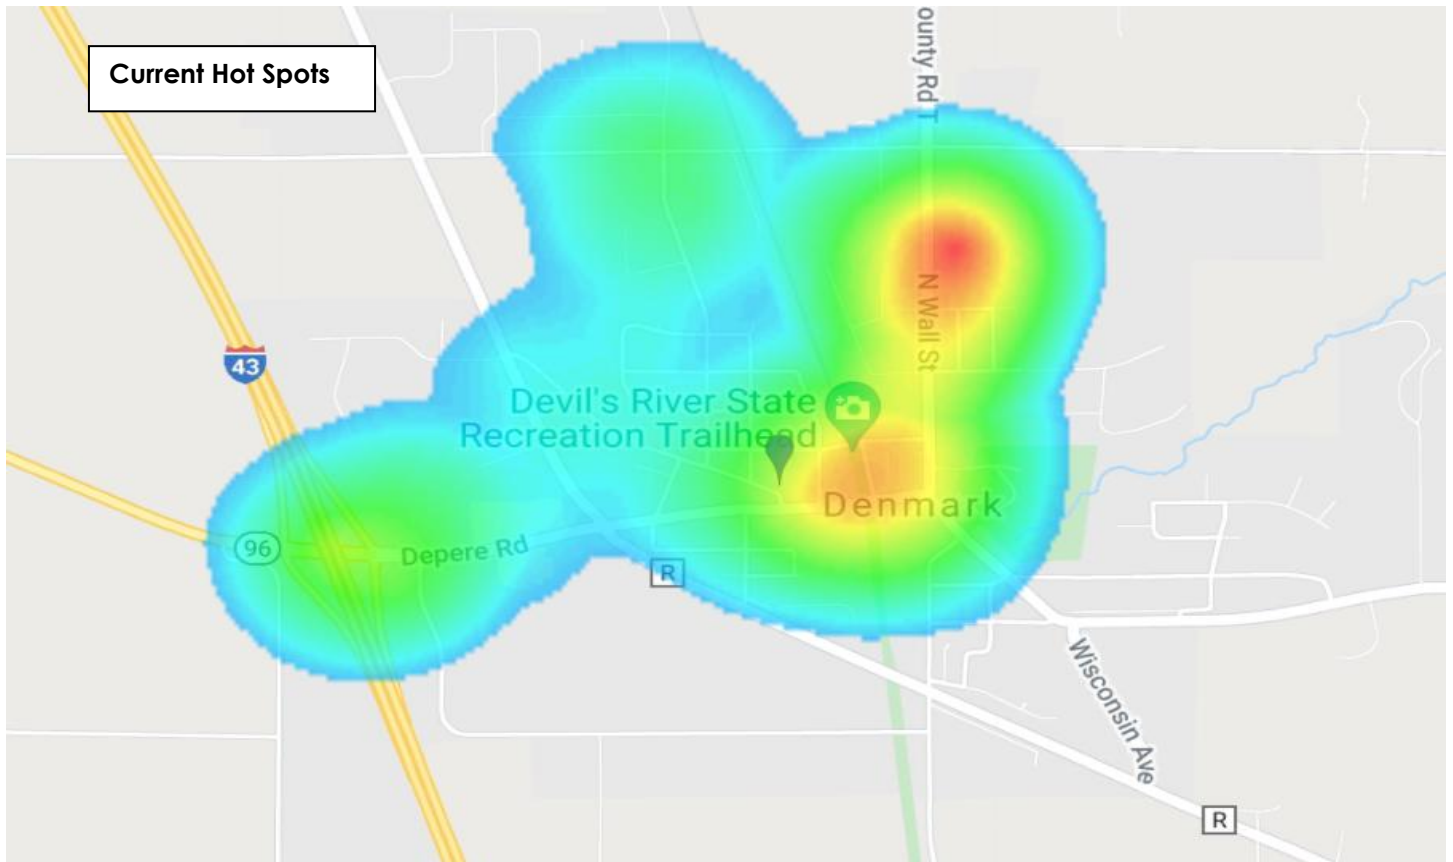 Current Hot Spots
ounty Rd T
N Wall St
43
Devil's River State
Recreation Trailhead
Denmark
96
Depere Rd
R
Wisconsin Ave
R